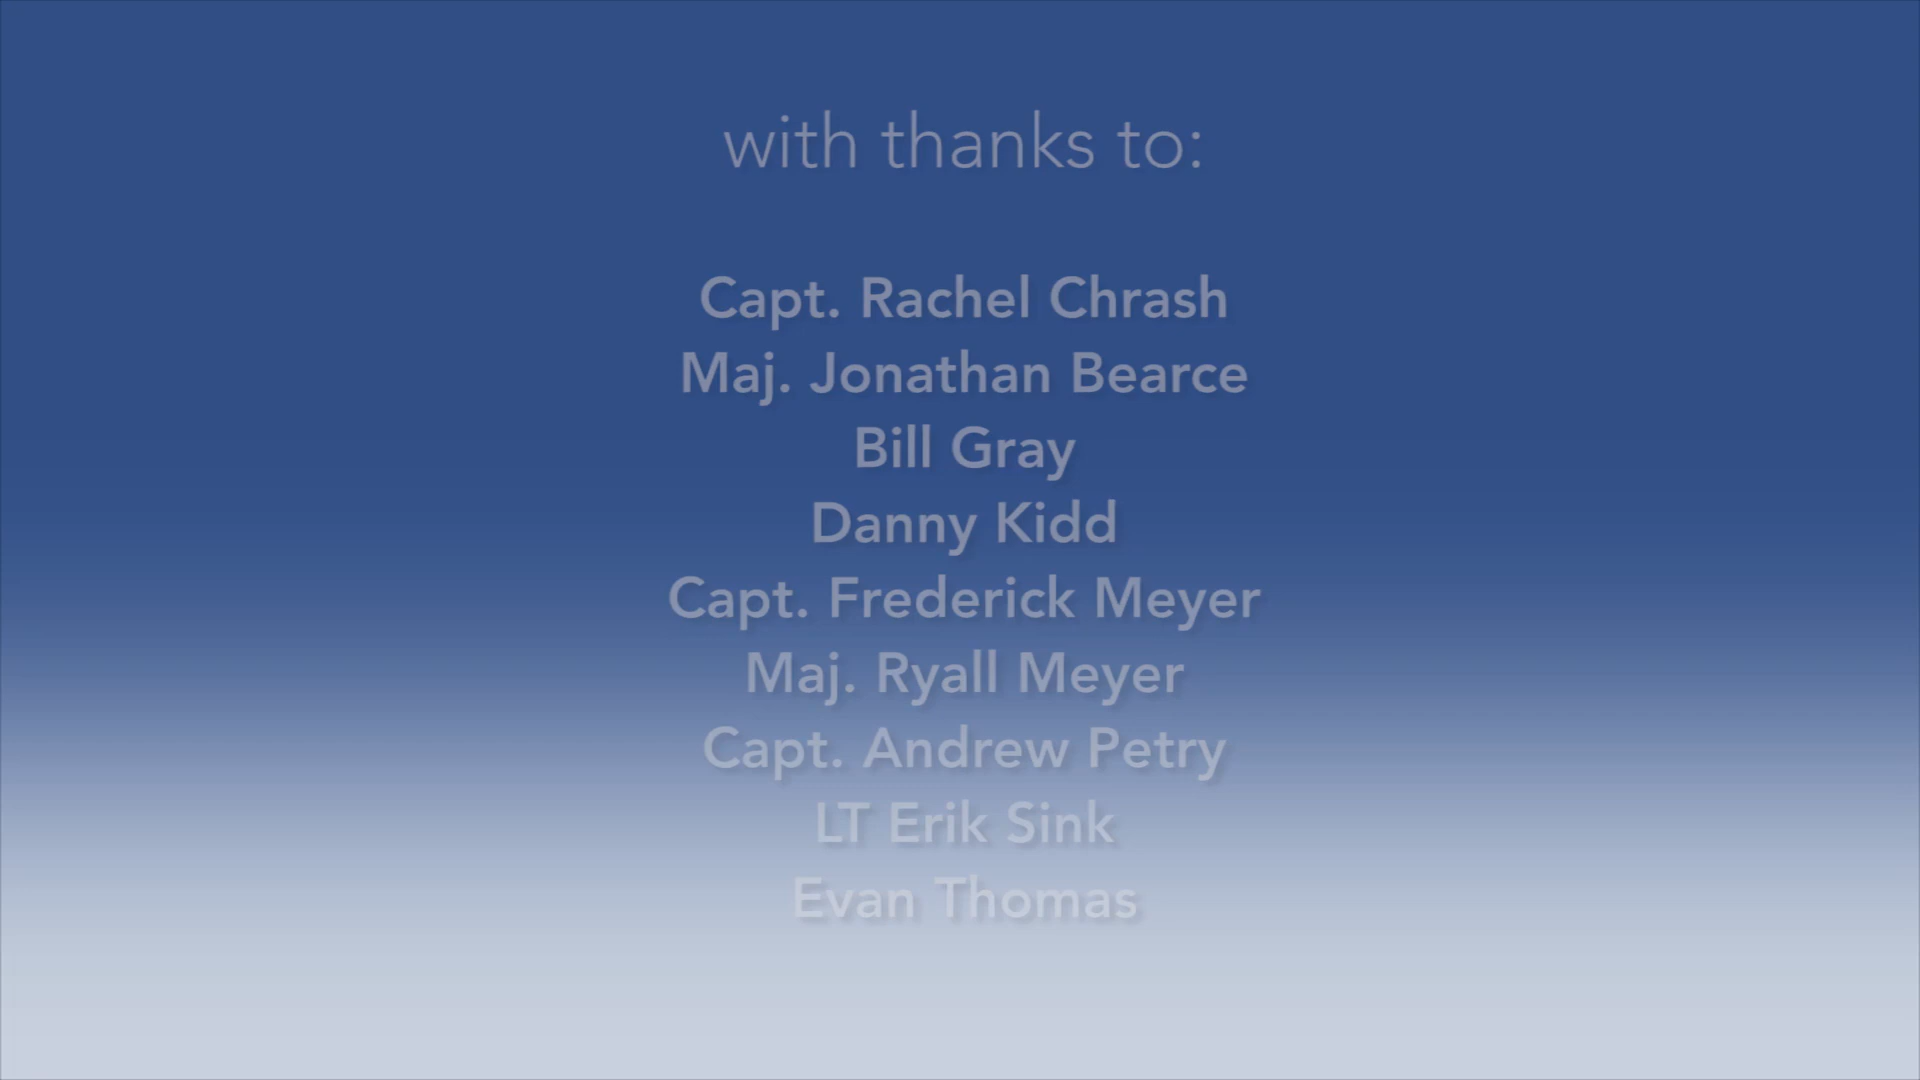 with thanks to:
Capt. Rachel Chrash
Maj. Jonathan Bearce
Bill Gray
Danny Kidd
Capt. Frederick Meyer
Maj. Ryall Meyer
Capt. Andrew Petry
LT Erik Sink
Evan Thomas